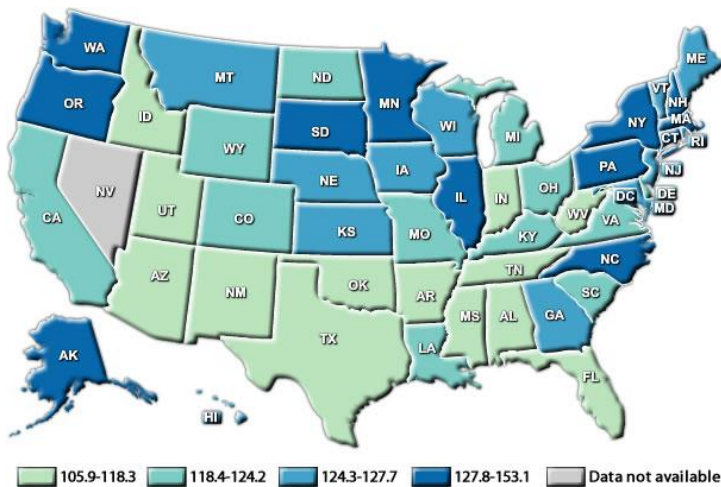 WA
MT
ND
MN
ME
VT
NH
MA
RI
CT
NY
OR
ID
SD
WI
MI
WY
PA
NJ
NE
IA
NV
UT
CO
IL
IN
OH
DE
MD
DC
WV
VA
CA
KS
MO
KY
AZ
NM
OK
AR
TN
NC
SC
TX
LA
MS
AL
GA
AK
HI
FL
105.9-118.3 118.4-124.2 124.3-127.7 127.8-153.1 Data not available